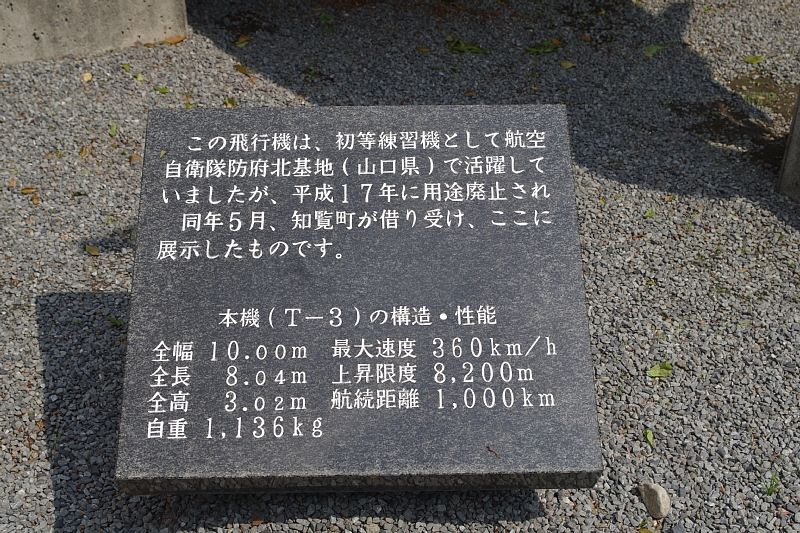 この飛行機は、初等練習機として航空
自衛隊防府北基地(山口県)で活躍して
いましたが、平成17年に用途廃止され
同年5月、知覧町が借り受け、ここに
展示したものです。
本機(T－3)の構造・性能
全幅 10.00m 最大速度 360km/h
全長 8.04m 上昇限度 8,200m
全高 3.02m 航続距離 1,000km
自重 1,136kg